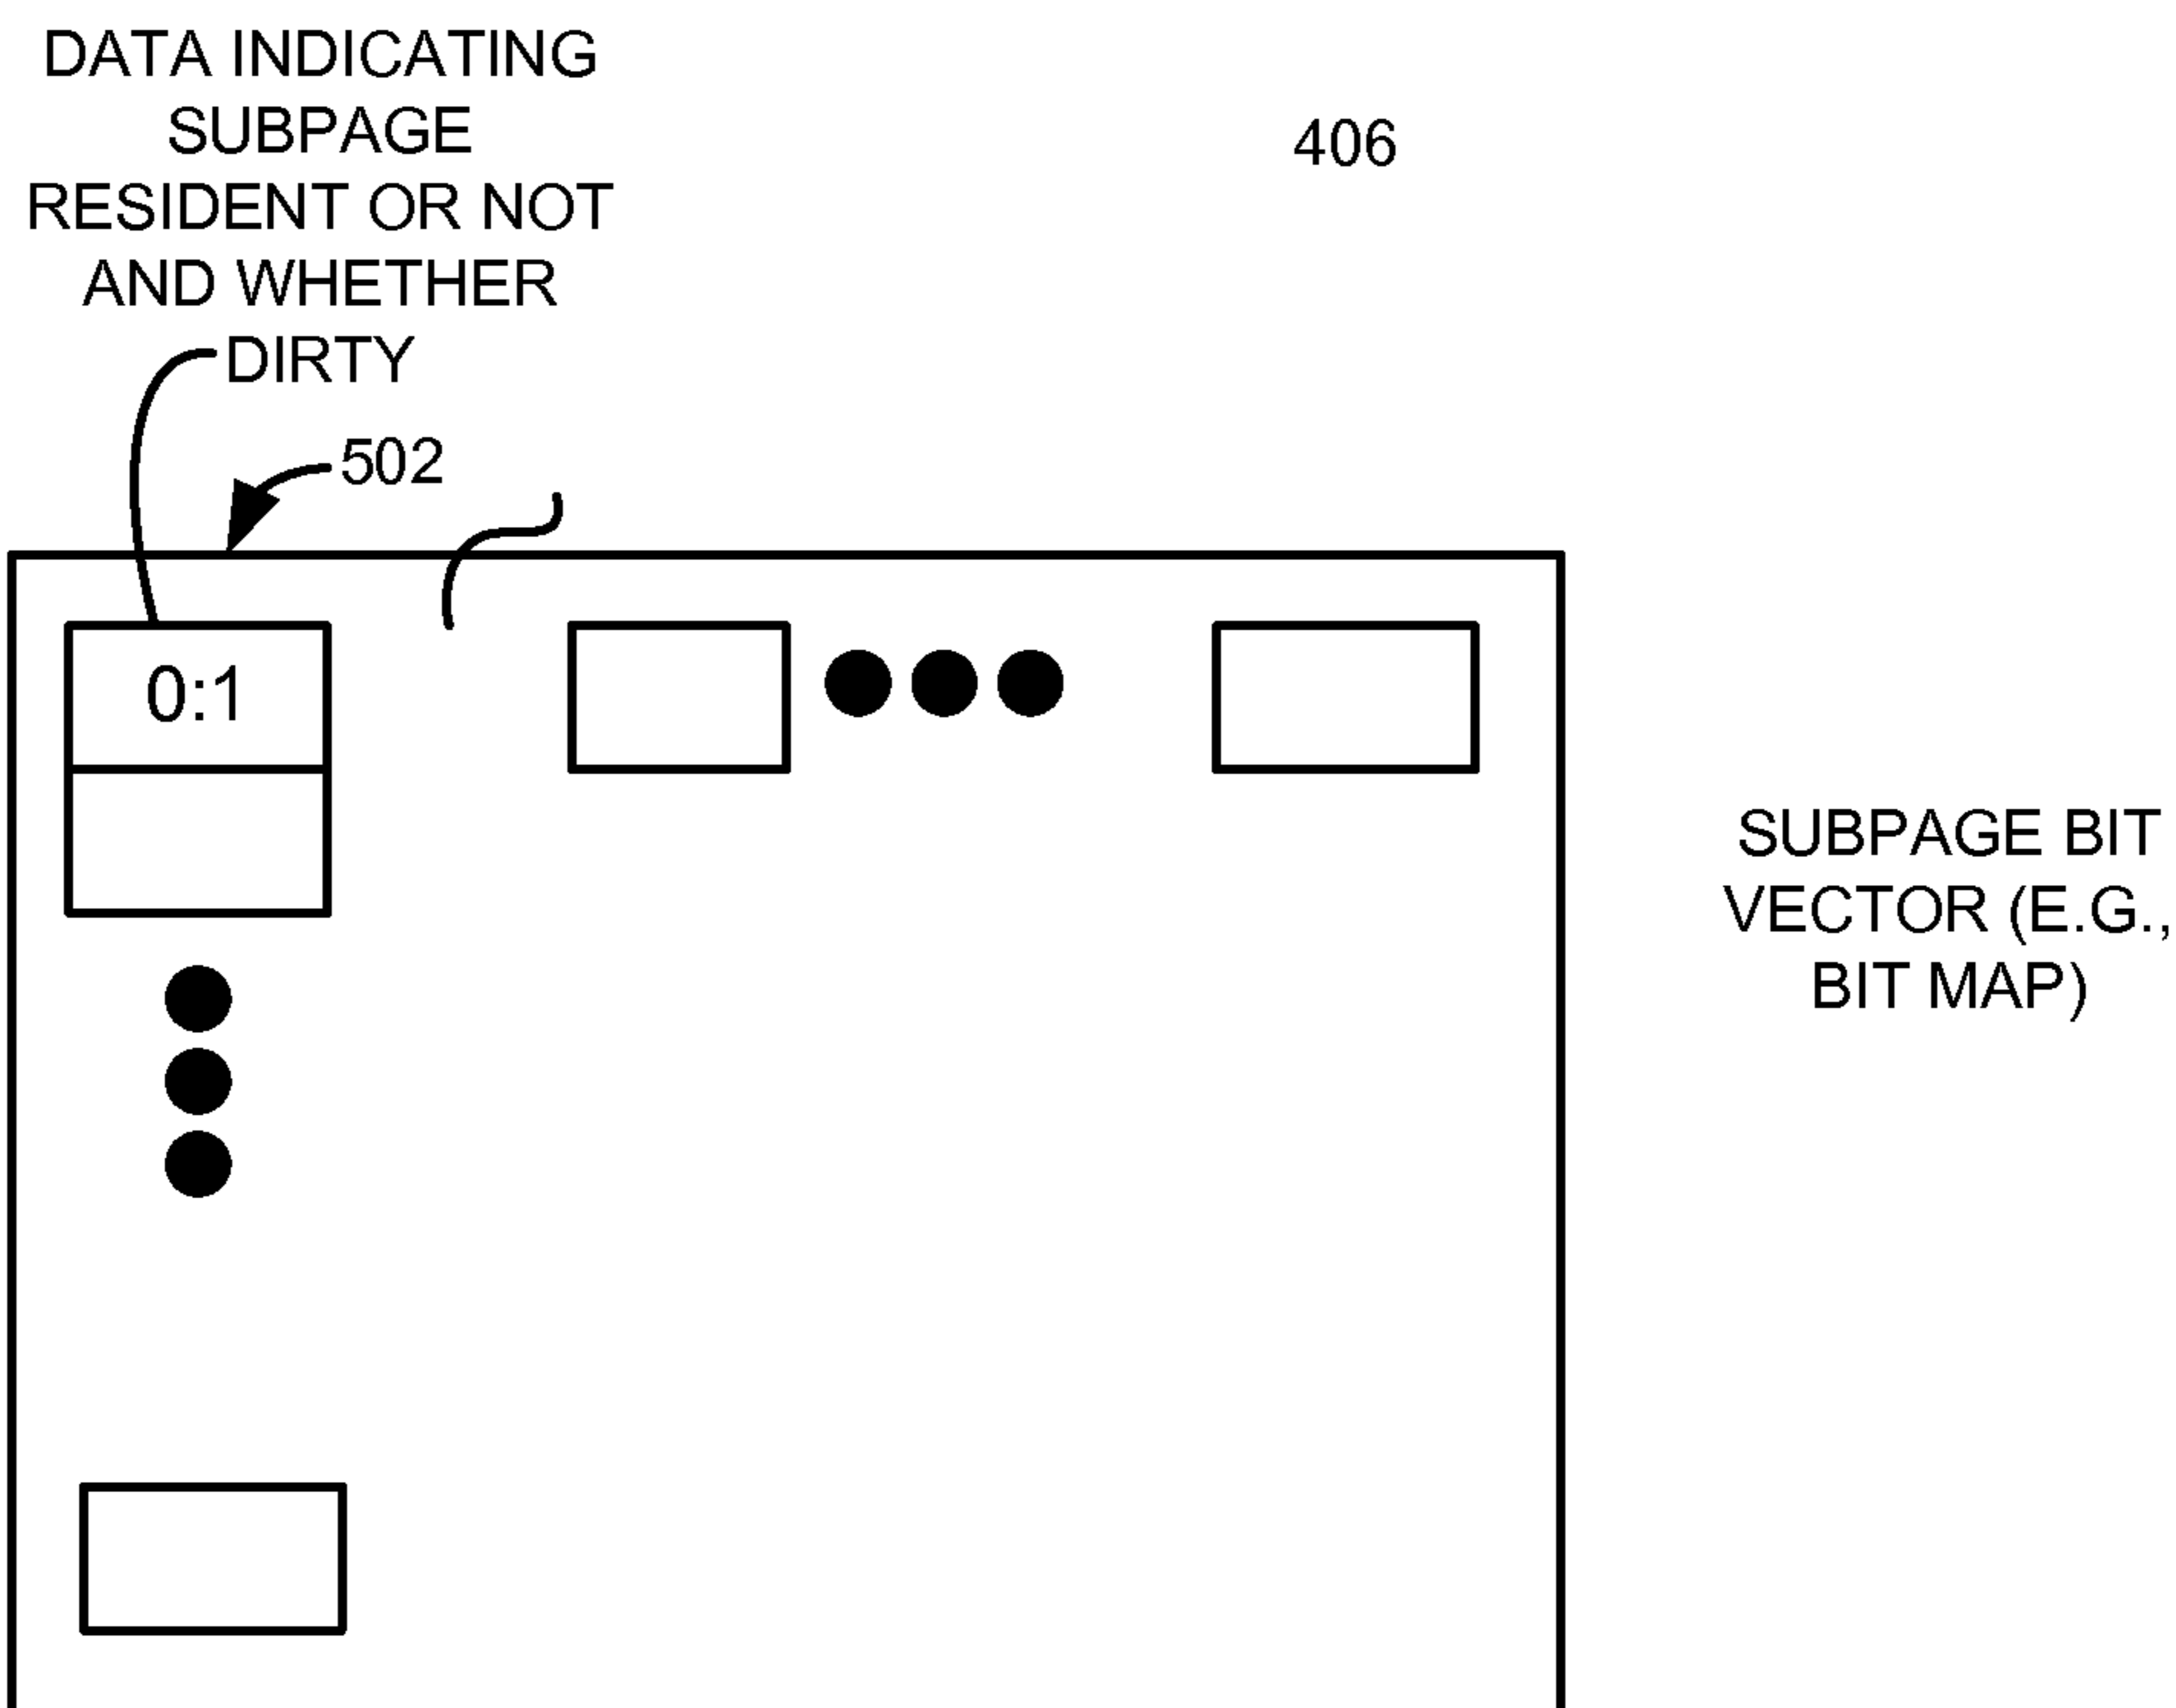 DATA INDICATING
SUBPAGE
RESIDENT OR NOT
AND WHETHER
DIRTY
406
502
0:1
SUBPAGE BIT
VECTOR (E.G.,
BIT MAP)